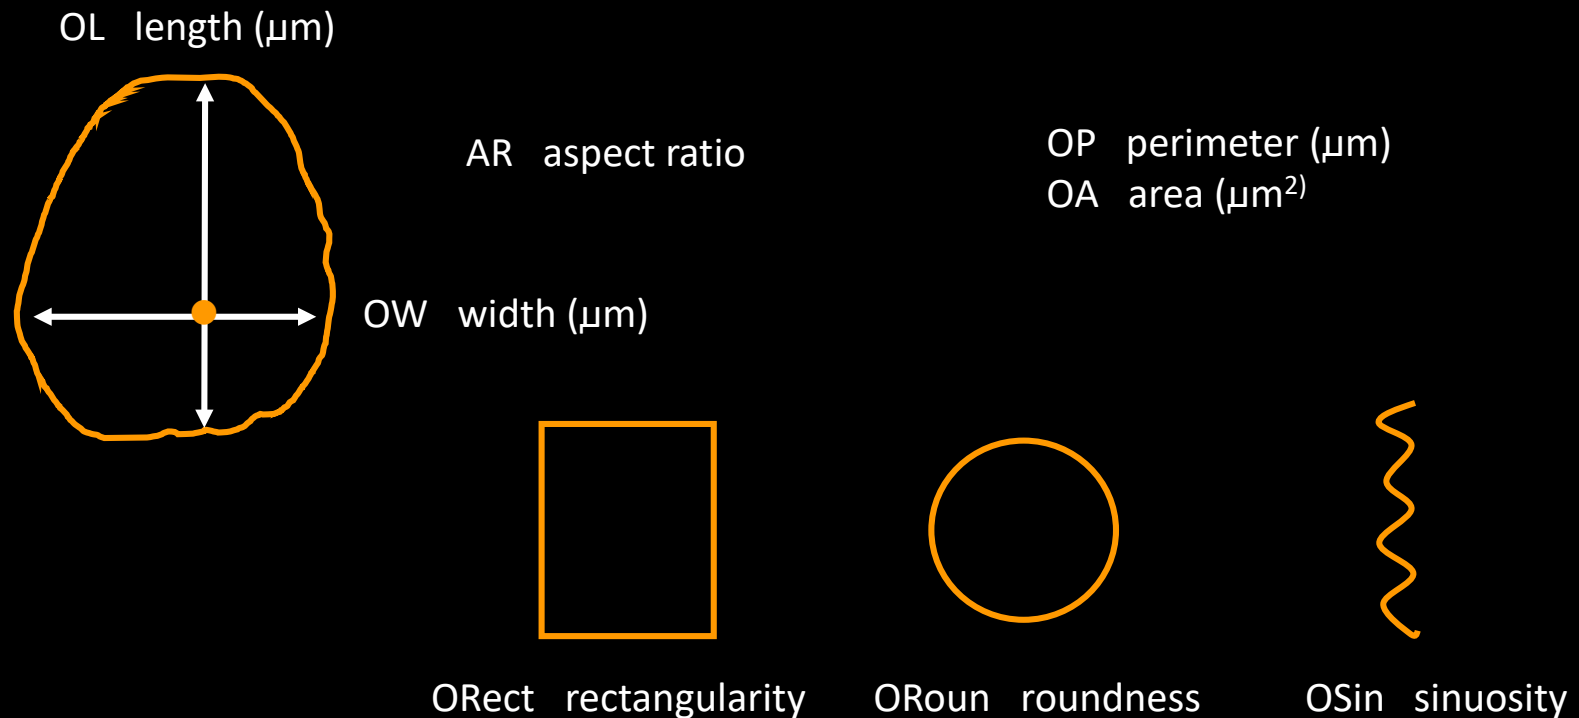 OL length (μm)
AR aspect ratio
OP perimeter (μm)
OA area (μm²⁾
OW width (μm)
ORect rectangularity
ORoun roundness
OSin sinuosity